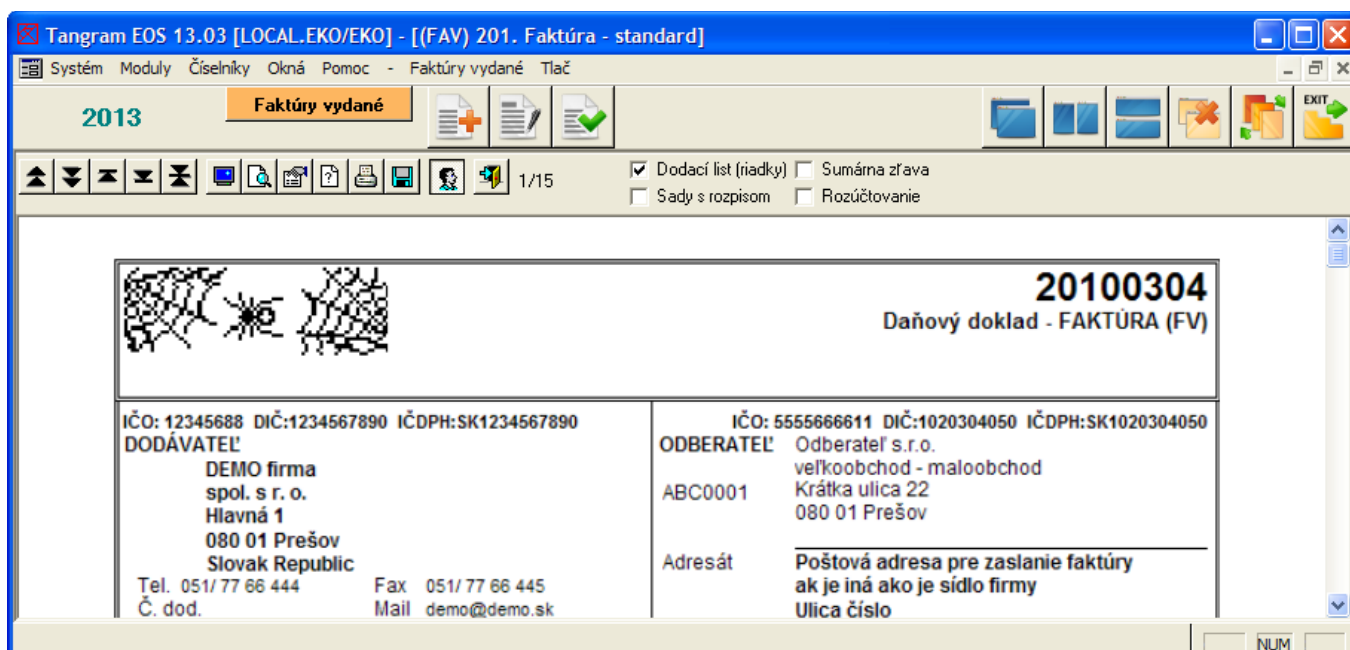 Tangram EOS 13.03 [LOCAL.EKO/EKO] - [(FAV) 201. Faktúra - standard]
Systém Moduly Číselníky Okná Pomoc - Faktúry vydané Tlač
2013 Faktúry vydané EXIT
1/15
Dodací list (riadky) Sumárna zľava
Sady s rozpisom Rozúčtovanie
20100304
Daňový doklad - FAKTÚRA (FV)
IČO: 12345688 DIČ:1234567890 IČDPH:SK1234567890
DODÁVATEĽ
DEMO firma
spol. s r. o.
Hlavná 1
080 01 Prešov
Slovak Republic
Tel. 051/ 77 66 444 Fax 051/ 77 66 445
Č. dod. Mail demo@demo.sk
IČO: 5555666611 DIČ:1020304050 IČDPH:SK1020304050
ODBERATEĽ Odberateľ s.r.o.
veľkoobchod - maloobchod
ABC0001 Krátka ulica 22
080 01 Prešov
Adresát Poštová adresa pre zaslanie faktúry
ak je iná ako je sídlo firmy
Ulica číslo
NUM